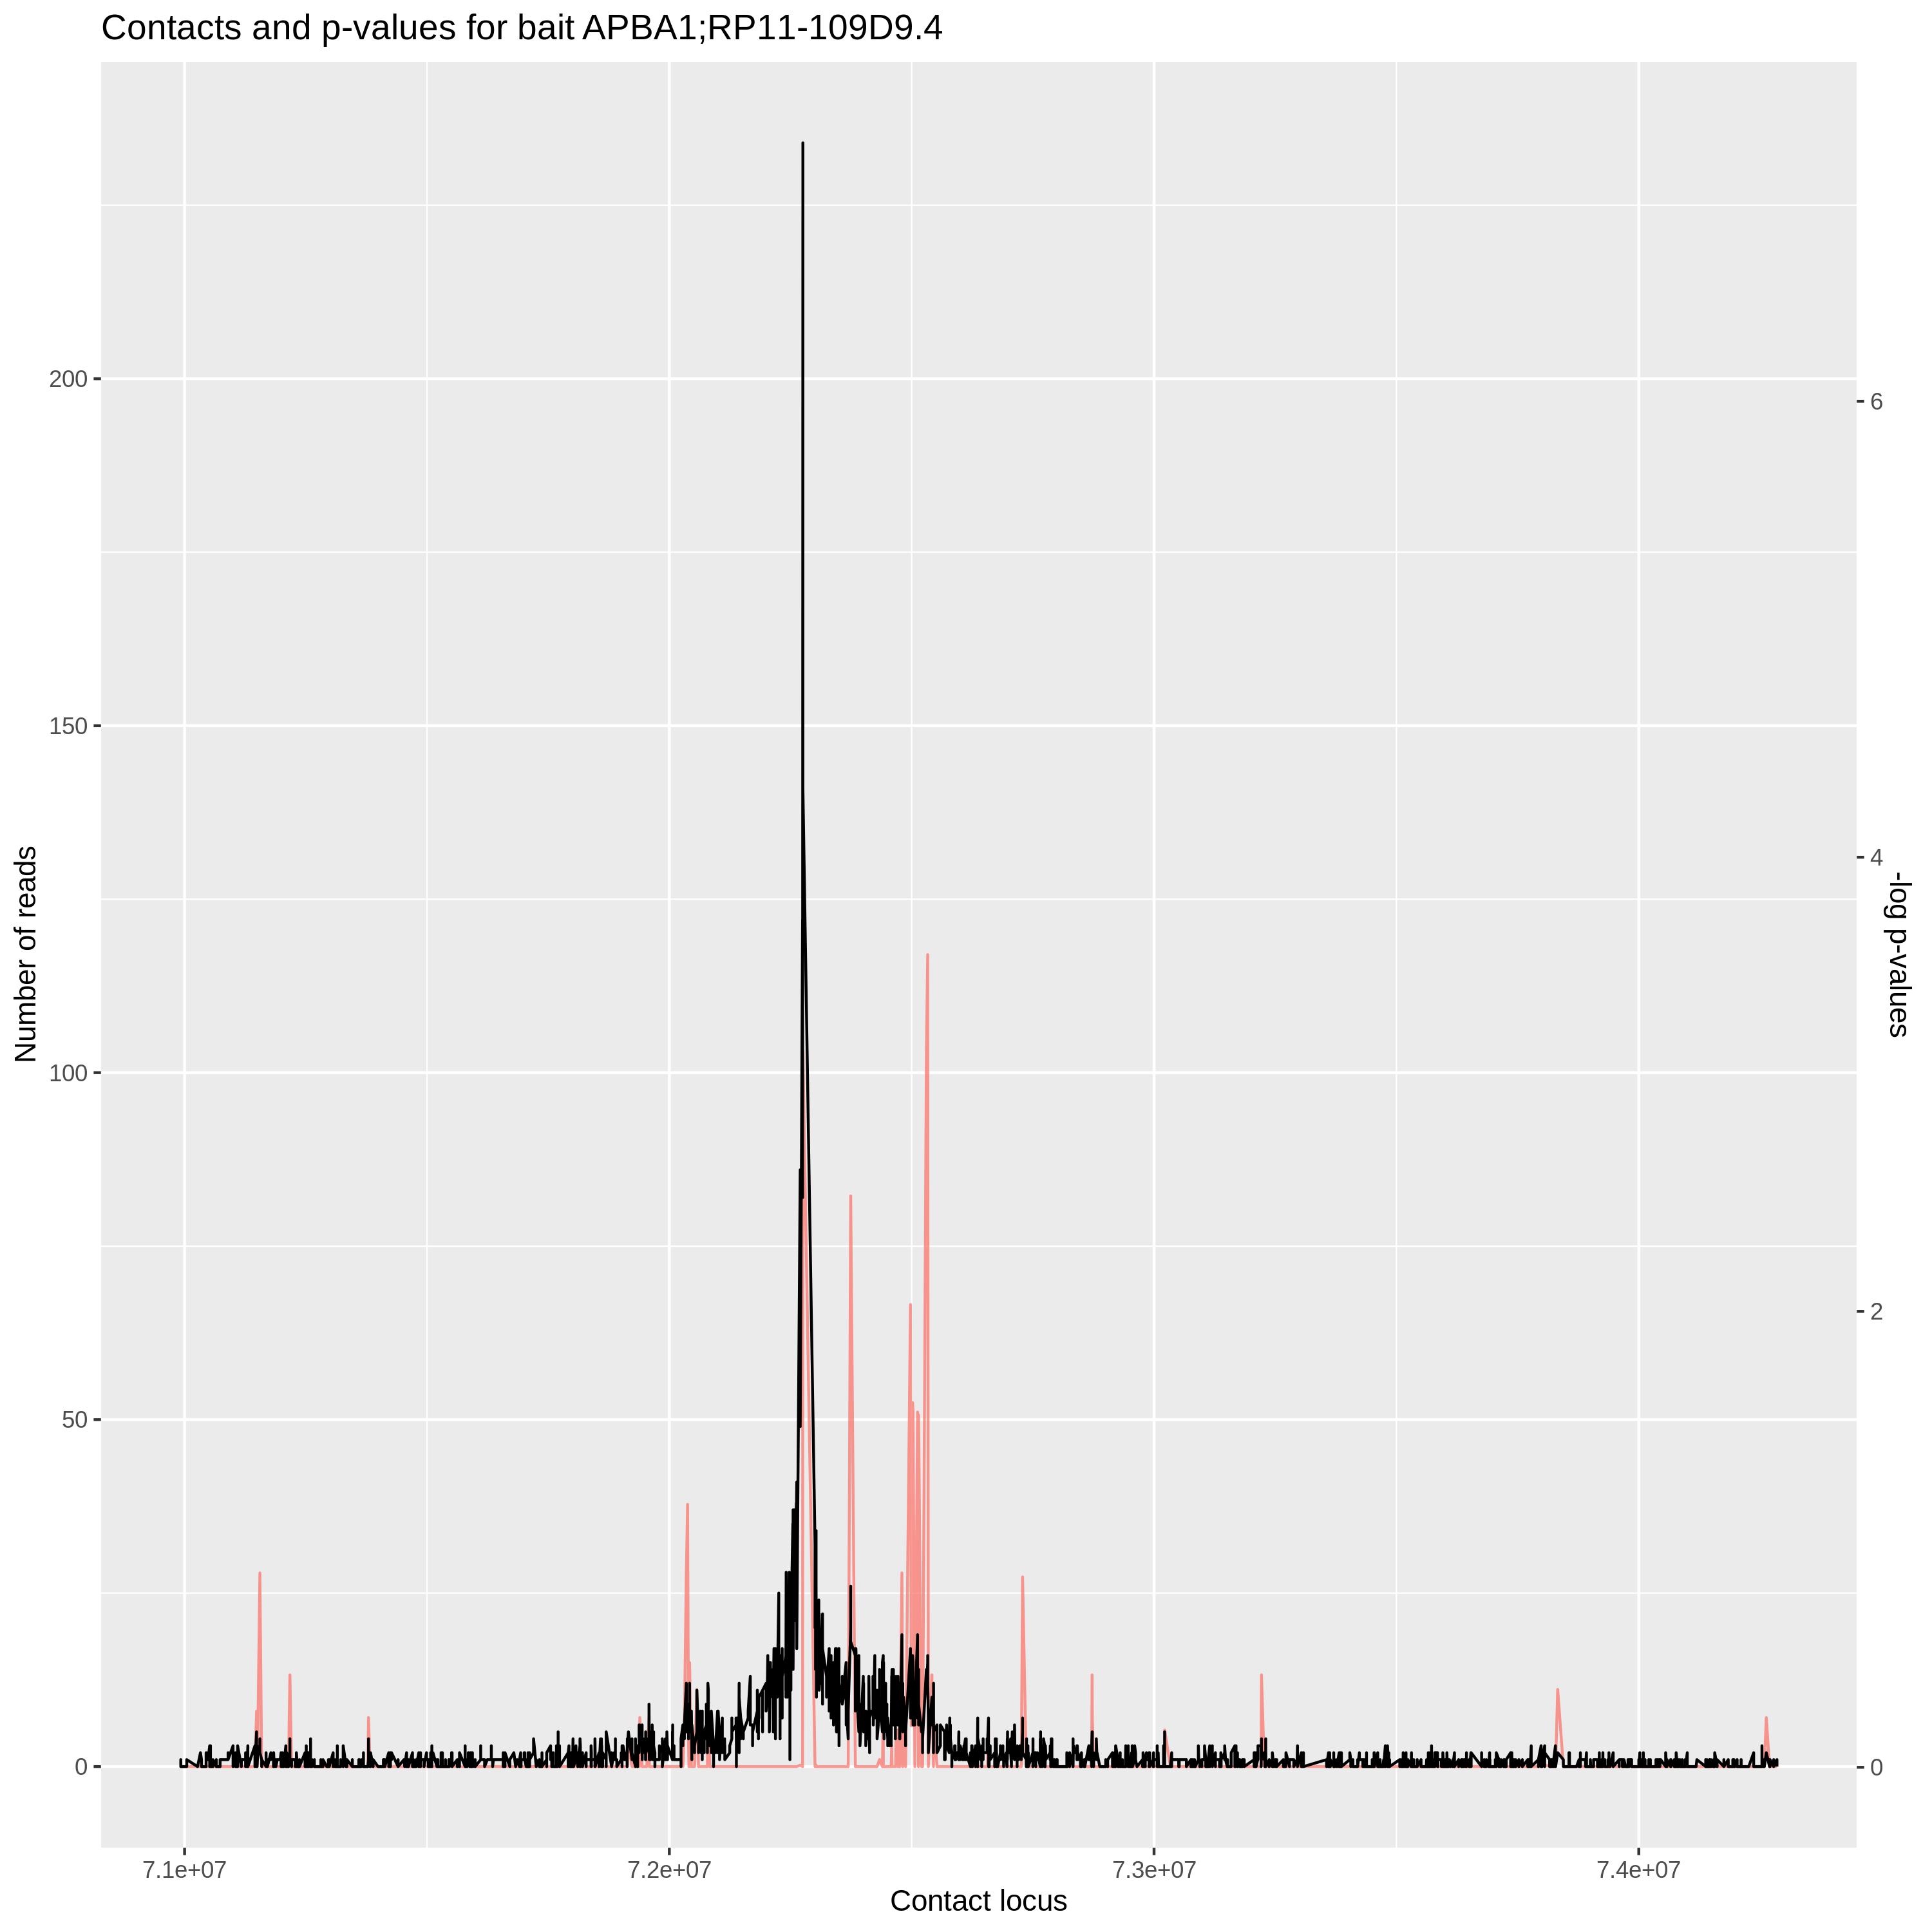 Contacts and p-values for bait APBA1;RP11-109D9.4
Number of reads
200
150
100
50
0
6
4
2
0
-log p-values
7.1e+07
7.2e+07
7.3e+07
7.4e+07
Contact locus